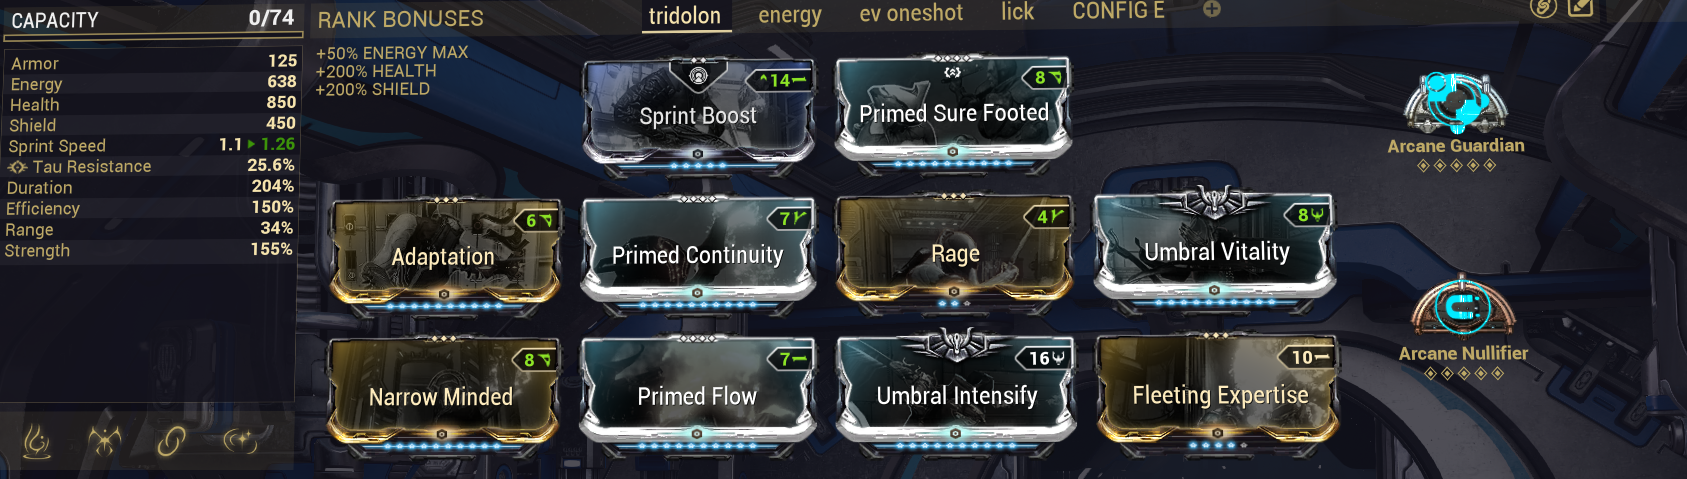 CAPACITY 0/74
RANK BONUSES
tridolon energy ev oneshot lick CONFIG E
Armor 125
Energy 638
Health 850
Shield 450
Sprint Speed 1.1 1.26
Tau Resistance 25.6%
Duration 204%
Efficiency 150%
Range 34%
Strength 155%
+50% ENERGY MAX
+200% HEALTH
+200% SHIELD
14
Sprint Boost
8
Primed Sure Footed
Arcane Guardian
6
Adaptation
7
Primed Continuity
4
Rage
8
Umbral Vitality
Arcane Nullifier
8
Narrow Minded
7
Primed Flow
16
Umbral Intensify
10
Fleeting Expertise